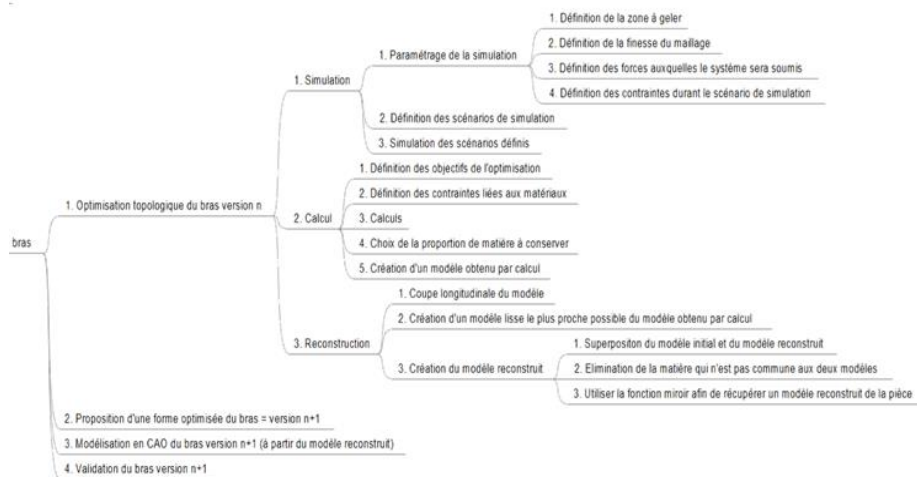 bras
1. Optimisation topologique du bras version n
1. Simulation
1. Paramétrage de la simulation
1. Définition de la zone à geler
2. Définition de la finesse du maillage
3. Définition des forces auxquelles le système sera soumis
4. Définition des contraintes durant le scénario de simulation
2. Définition des scénarios de simulation
3. Simulation des scénarios définis
2. Calcul
1. Définition des objectifs de l'optimisation
2. Définition des contraintes liées aux matériaux
3. Calculs
4. Choix de la proportion de matière à conserver
5. Création d'un modèle obtenu par calcul
3. Reconstruction
1. Coupe longitudinale du modèle
2. Création d'un modèle lisse le plus proche possible du modèle obtenu par calcul
3. Création du modèle reconstruit
1. Superpositon du modèle initial et du modèle reconstruit
2. Elimination de la matière qui n'est pas commune aux deux modèles
3. Utiliser la fonction miroir afin de récupérer un modèle reconstruit de la pièce
2. Proposition d'une forme optimisée du bras = version n+1
3. Modélisation en CAO du bras version n+1 (à partir du modèle reconstruit)
4. Validation du bras version n+1